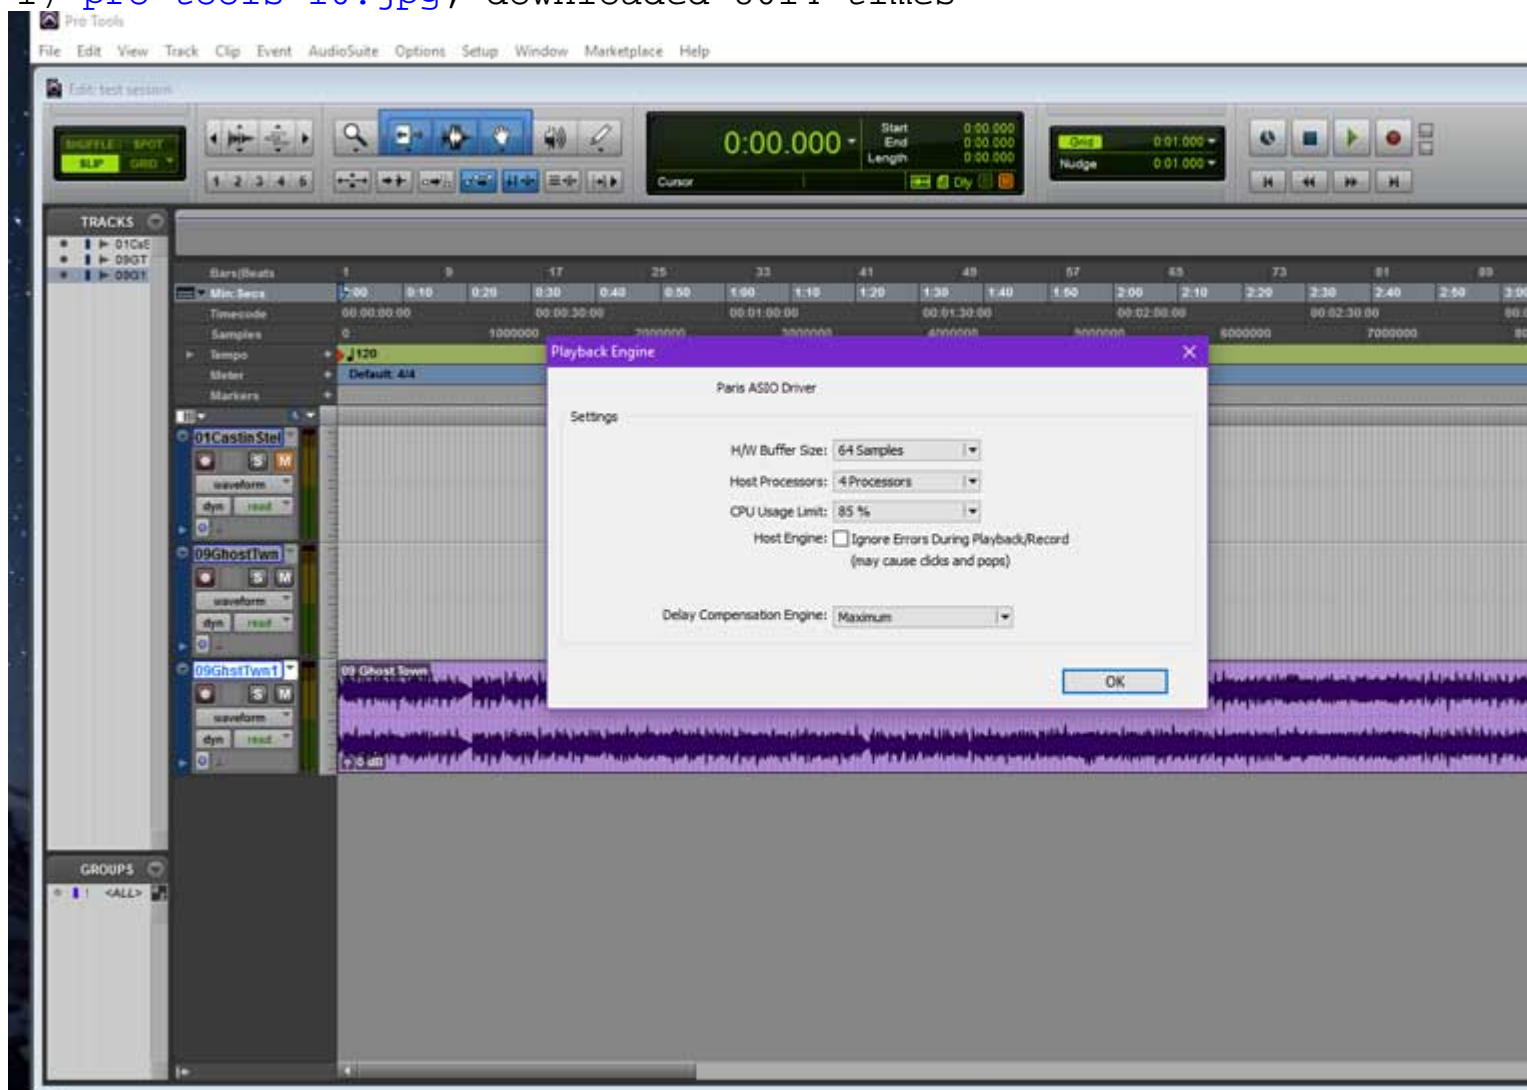 Pro Tools
File Edit View Track Clip Event AudioSuite Options Setup Window Marketplace Help
Edit: test session
SHUFFLE SPOT
SLIP GRID
1 2 3 4 5
0:00.000
Start 0:00.000
End 0:00.000
Length 0:00.000
Cursor
Dly
Grid 0:01.000
Nudge 0:01.000
TRACKS
01CsE
09GT
09G1
Bars|Beats 1 9 17 25 33 41 49 57 65 73 81 89
Min:Secs 0:10 0:20 0:30 0:40 0:50 1:00 1:10 1:20 1:30 1:40 1:50 2:00 2:10 2:20 2:30 2:40 2:50
Timecode 00:00:00:00 00:00:30:00 00:01:00:00 00:01:30:00 00:02:00:00 00:02:30:00
Samples 0 1000000 2000000 3000000 4000000 5000000 6000000 7000000
Tempo 120
Meter Default: 4/4
Markers
Playback Engine
Paris ASIO Driver
Settings
H/W Buffer Size: 64 Samples
Host Processors: 4 Processors
CPU Usage Limit: 85 %
Host Engine: Ignore Errors During Playback/Record
(may cause clicks and pops)
Delay Compensation Engine: Maximum
OK
01CastinStel
S M
waveform
dyn read
09GhostTwn
S M
waveform
dyn read
09GhstTwn1
S M
waveform
dyn read
09 Ghost Town
0 dB
GROUPS
! <ALL>